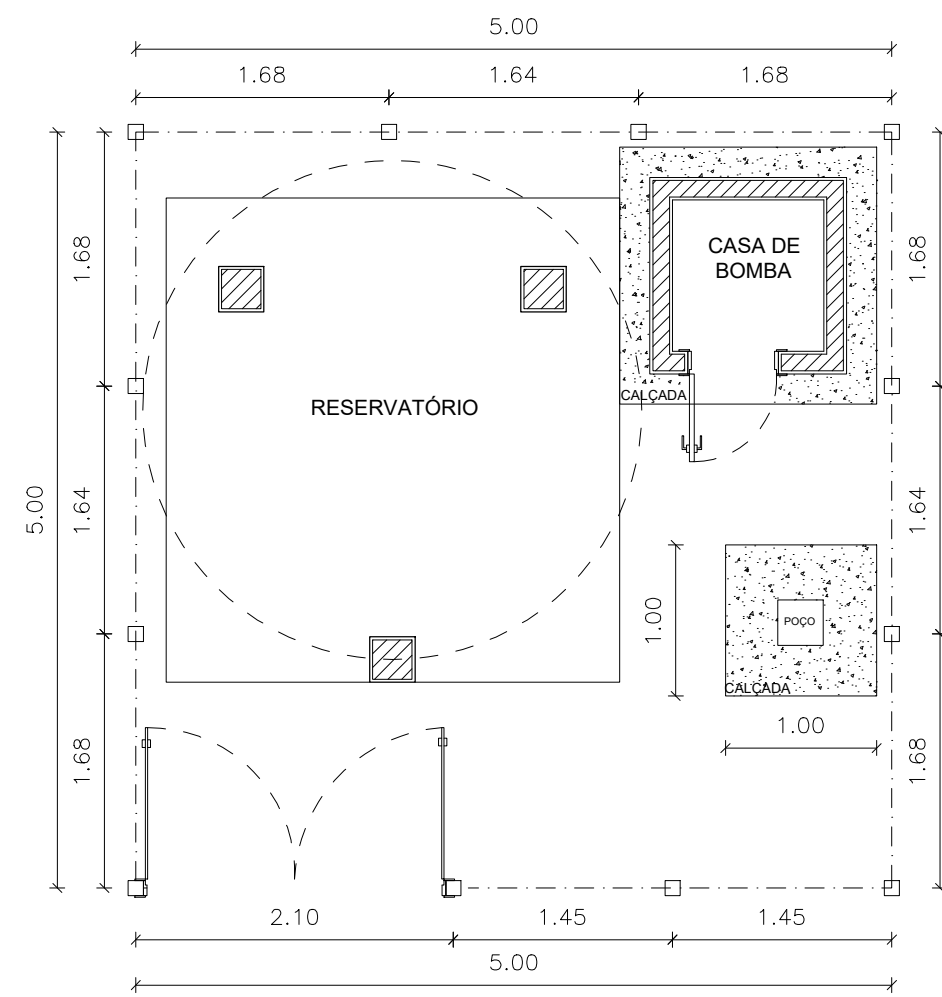 5.00
1.68
1.64
1.68
CASA DE
BOMBA
1.68
1.68
CALÇADA
RESERVATÓRIO
5.00
1.64
1.64
1.00
POÇO
CALÇADA
1.00
1.68
1.68
2.10
1.45
1.45
5.00